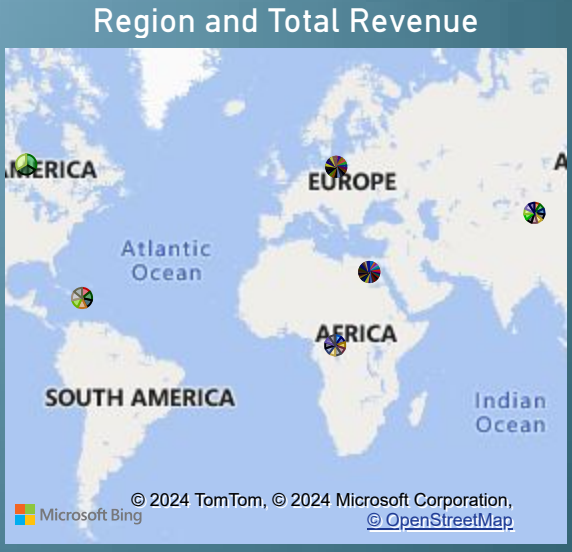 Region and Total Revenue
AMERICA
EUROPE
A
Atlantic
Ocean
AFRICA
SOUTH AMERICA
Indian
Ocean
© 2024 TomTom, © 2024 Microsoft Corporation,
Microsoft Bing
© OpenStreetMap